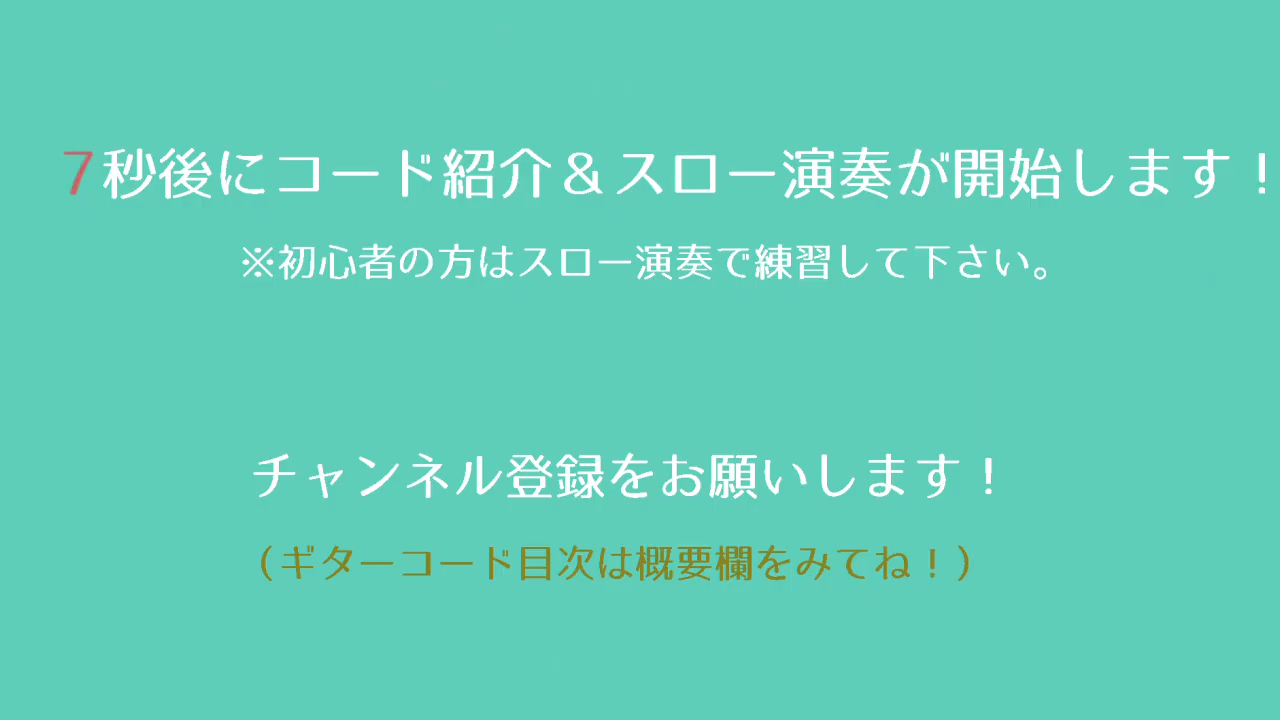 7秒後にコード紹介＆スロー演奏が開始します！
※初心者の方はスロー演奏で練習して下さい。
チャンネル登録をお願いします！
（ギターコード目次は概要欄をみてね！）